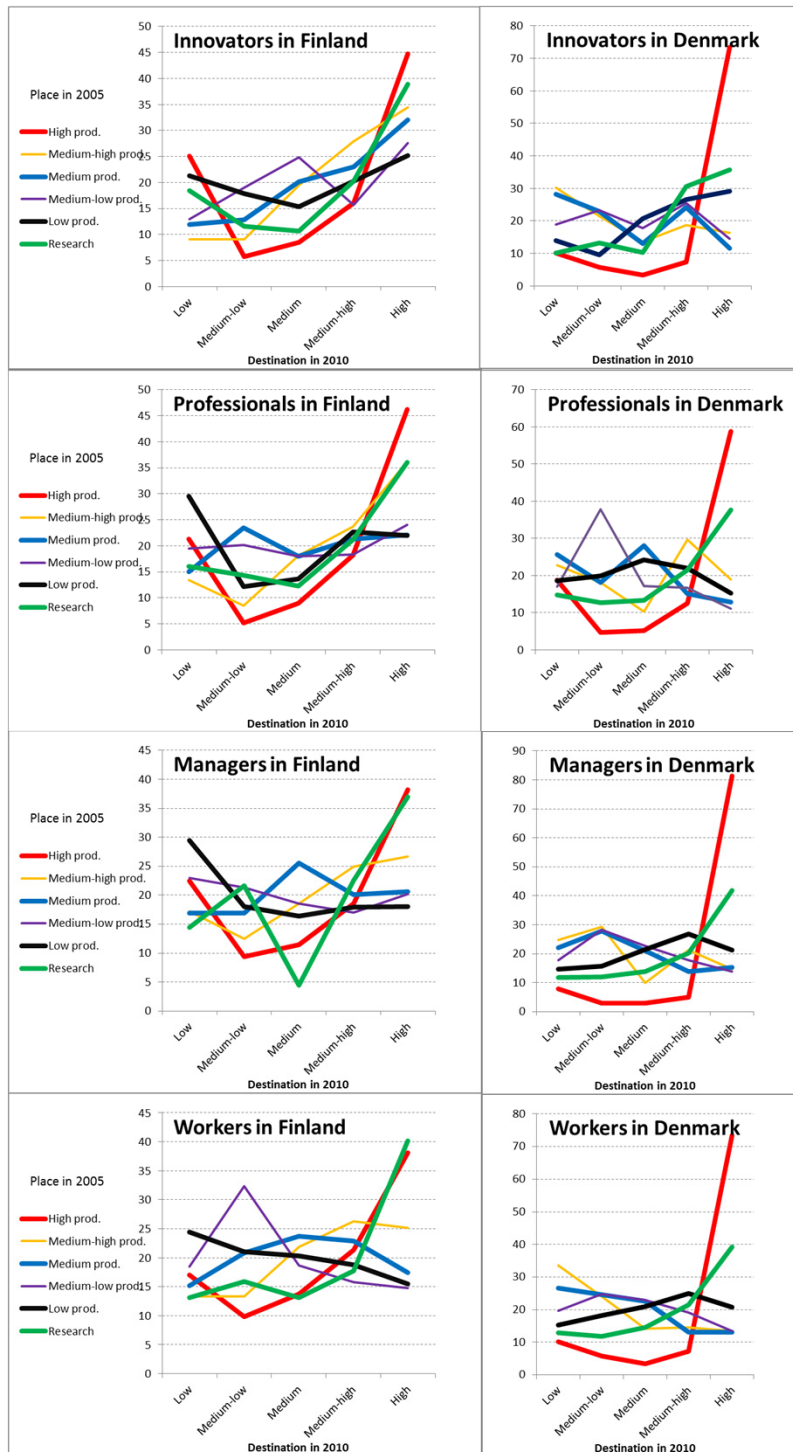 Innovators in Finland
Place in 2005
High prod.
Medium-high prod.
Medium prod.
Medium-low prod.
Low prod.
Research
50
45
40
35
30
25
20
15
10
5
0
Low
Medium-low
Medium
Medium-high
High
Destination in 2010
Innovators in Denmark
80
70
60
50
40
30
20
10
0
Low
Medium-low
Medium
Medium-high
High
Destination in 2010
Professionals in Finland
Place in 2005
High prod.
Medium-high prod.
Medium prod.
Medium-low prod.
Low prod.
Research
50
45
40
35
30
25
20
15
10
5
0
Low
Medium-low
Medium
Medium-high
High
Destination in 2010
Professionals in Denmark
70
60
50
40
30
20
10
0
Low
Medium-low
Medium
Medium-high
High
Destination in 2010
Managers in Finland
Place in 2005
High prod.
Medium-high prod.
Medium prod.
Medium-low prod.
Low prod.
Research
45
40
35
30
25
20
15
10
5
0
Low
Medium-low
Medium
Medium-high
High
Destination in 2010
Managers in Denmark
90
80
70
60
50
40
30
20
10
0
Low
Medium-low
Medium
Medium-high
High
Destination in 2010
Workers in Finland
Place in 2005
High prod.
Medium-high prod.
Medium prod.
Medium-low prod.
Low prod.
Research
45
40
35
30
25
20
15
10
5
0
Low
Medium-low
Medium
Medium-high
High
Destination in 2010
Workers in Denmark
80
70
60
50
40
30
20
10
0
Low
Medium-low
Medium
Medium-high
High
Destination in 2010